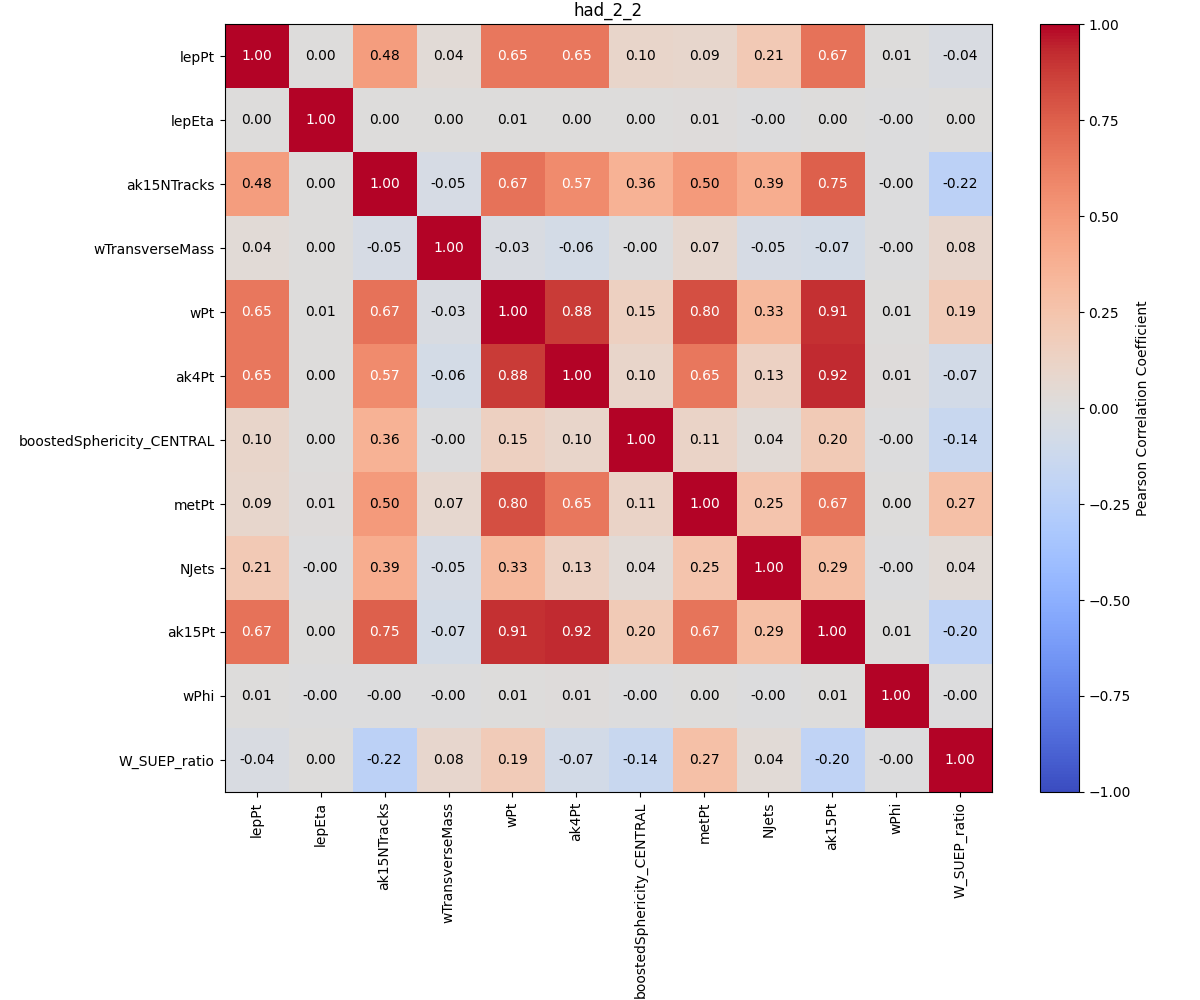 had_2_2
lepPt 1.00 0.00 0.48 0.04 0.65 0.65 0.10 0.09 0.21 0.67 0.01 -0.04
lepEta 0.00 1.00 0.00 0.00 0.01 0.00 0.00 0.01 -0.00 0.00 -0.00 0.00
ak15NTracks 0.48 0.00 1.00 -0.05 0.67 0.57 0.36 0.50 0.39 0.75 -0.00 -0.22
wTransverseMass 0.04 0.00 -0.05 1.00 -0.03 -0.06 -0.00 0.07 -0.05 -0.07 -0.00 0.08
wPt 0.65 0.01 0.67 -0.03 1.00 0.88 0.15 0.80 0.33 0.91 0.01 0.19
ak4Pt 0.65 0.00 0.57 -0.06 0.88 1.00 0.10 0.65 0.13 0.92 0.01 -0.07
boostedSphericity_CENTRAL 0.10 0.00 0.36 -0.00 0.15 0.10 1.00 0.11 0.04 0.20 -0.00 -0.14
metPt 0.09 0.01 0.50 0.07 0.80 0.65 0.11 1.00 0.25 0.67 0.00 0.27
NJets 0.21 -0.00 0.39 -0.05 0.33 0.13 0.04 0.25 1.00 0.29 -0.00 0.04
ak15Pt 0.67 0.00 0.75 -0.07 0.91 0.92 0.20 0.67 0.29 1.00 0.01 -0.20
wPhi 0.01 -0.00 -0.00 -0.00 0.01 0.01 -0.00 0.00 -0.00 0.01 1.00 -0.00
W_SUEP_ratio -0.04 0.00 -0.22 0.08 0.19 -0.07 -0.14 0.27 0.04 -0.20 -0.00 1.00
lepPt
lepEta
ak15NTracks
wTransverseMass
wPt
ak4Pt
boostedSphericity_CENTRAL
metPt
NJets
ak15Pt
wPhi
W_SUEP_ratio
1.00
0.75
0.50
0.25
0.00
−0.25
−0.50
−0.75
−1.00
Pearson Correlation Coefficient